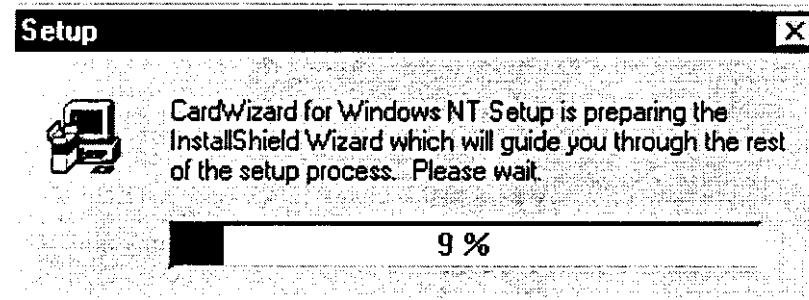 Setup
CardWizard for Windows NT Setup is preparing the
InstallShield Wizard which will guide you through the rest
of the setup process. Please wait.
9 %